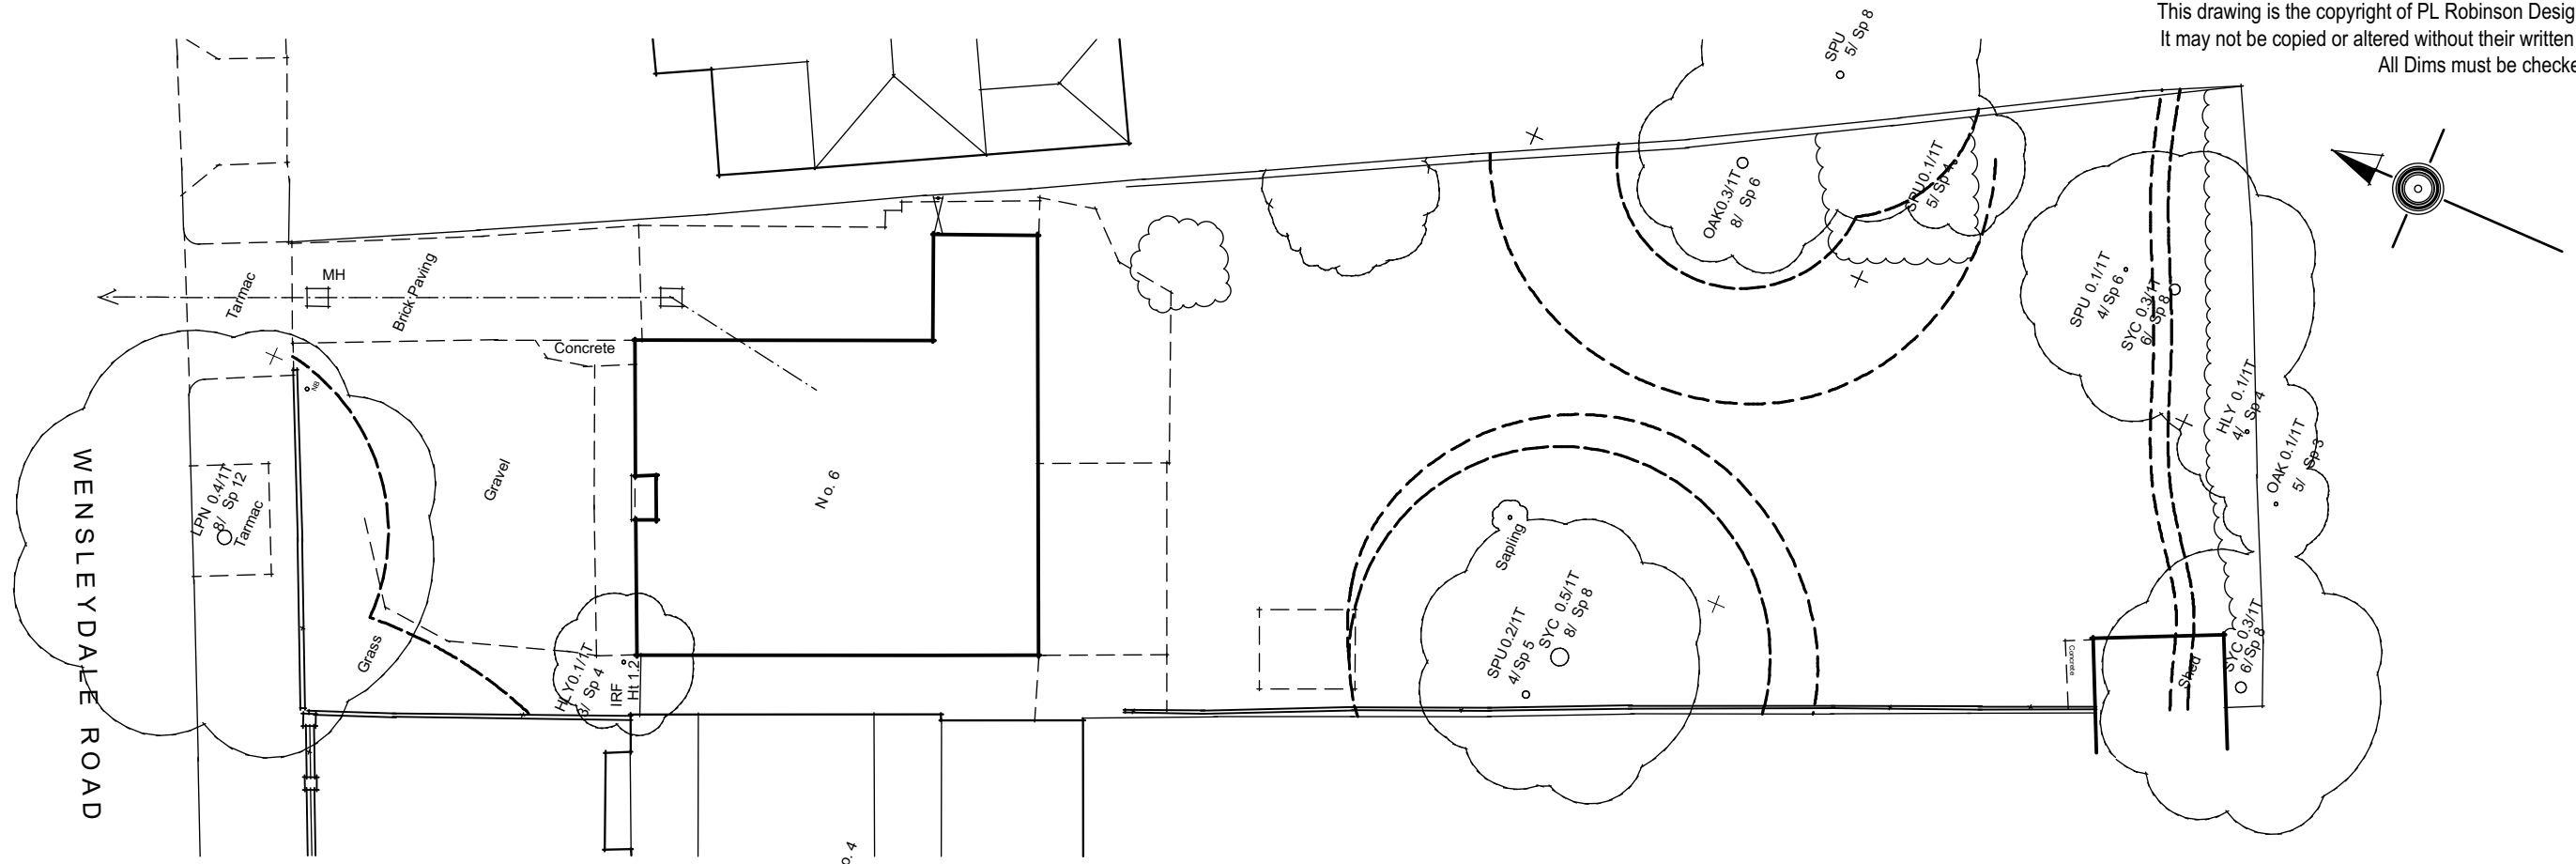 This drawing is the copyright of PL Robinson Desig
It may not be copied or altered without their written
All Dims must be checke
SPU
5/ Sp 8
OAK0.3/1T
8/ Sp 6
SPU0.1/1T
5/ Sp 4
SPU 0.1/1T
4/ Sp 6
SYC 0.3/1T
6/ Sp 8
HLY 0.1/1T
4/ Sp 4
OAK 0.1/1T
5/ Sp 3
Tarmac
MH
Brick Paving
Concrete
NB
Gravel
No. 6
LPN 0.4/1T
8/ Sp 12
Tarmac
WENSLEYDALE ROAD
Grass
HLY0.1/1T
3/ Sp 4
IRF
Ht 1.2
Sapling
SPU0.2/1T
4/ Sp 5
SYC 0.5/1T
8/ Sp 8
Concrete
Shed
SYC 0.3/1T
6/ Sp 8
o. 4